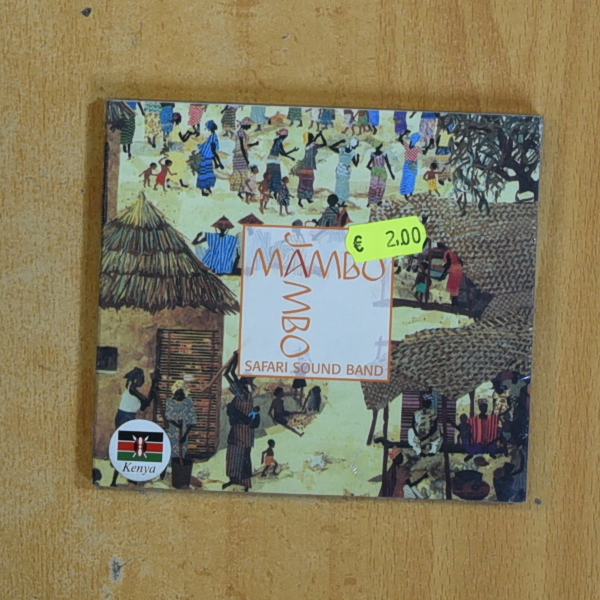 € 2.00
MAMBO
JAMBO
SAFARI SOUND BAND
Kenya